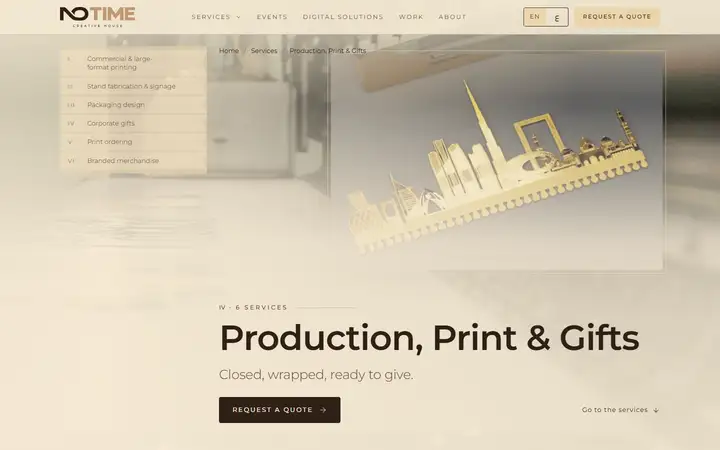 NOTIME
CREATIVE HOUSE
SERVICES
EVENTS
DIGITAL SOLUTIONS
WORK
ABOUT
EN
ع
REQUEST A QUOTE
Home / Services / Production, Print & Gifts
I Commercial & large-
format printing
II Stand fabrication & signage
III Packaging design
IV Corporate gifts
V Print ordering
VI Branded merchandise
IV · 6 SERVICES
Production, Print & Gifts
Closed, wrapped, ready to give.
REQUEST A QUOTE →
Go to the services ↓